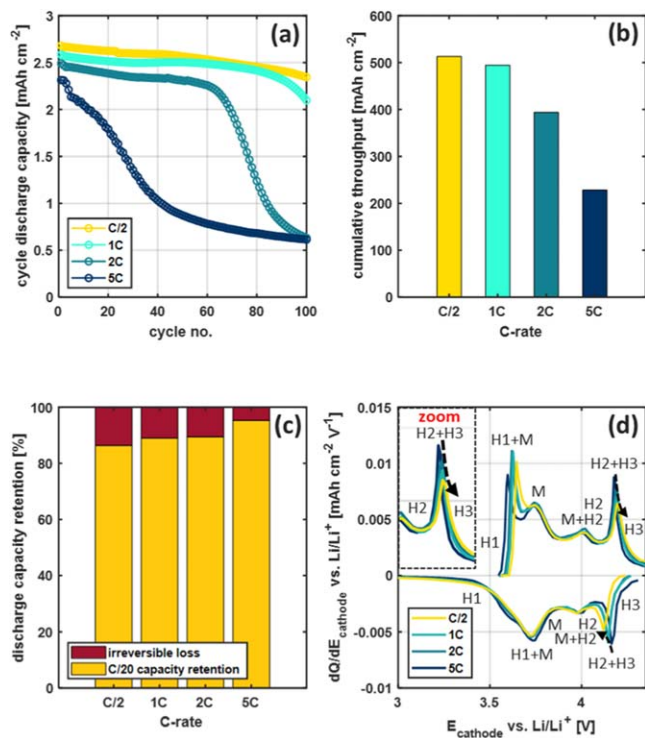 (a)
3
2.5
2
1.5
1
0.5
0
0 20 40 60 80 100
cycle discharge capacity [mAh cm⁻²]
cycle no.
C/2
1C
2C
5C
(b)
600
500
400
300
200
100
0
cumulative throughput [mAh cm⁻²]
C/2 1C 2C 5C
C-rate
(c)
100
80
60
40
20
0
discharge capacity retention [%]
irreversible loss
C/20 capacity retention
C/2 1C 2C 5C
C-rate
(d)
0.015
0.01
0.005
0
-0.005
-0.01
dQ/dE cathode vs. Li/Li⁺ [mAh cm⁻² V⁻¹]
zoom
H2+H3
H3
H1+M
H1
M
M+H2
H2
H2+H3
H3
H1
H1+M
M
M+H2
H2
H2+H3
H3
C/2
1C
2C
5C
3 3.5 4
E cathode vs. Li/Li⁺ [V]